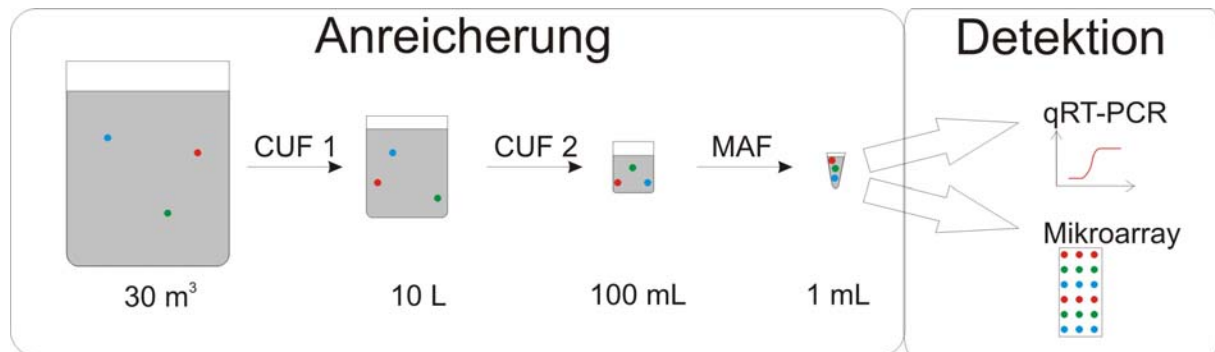 Anreicherung
CUF 1
CUF 2
MAF
30 m³
10 L
100 mL
1 mL
Detektion
qRT-PCR
Mikroarray